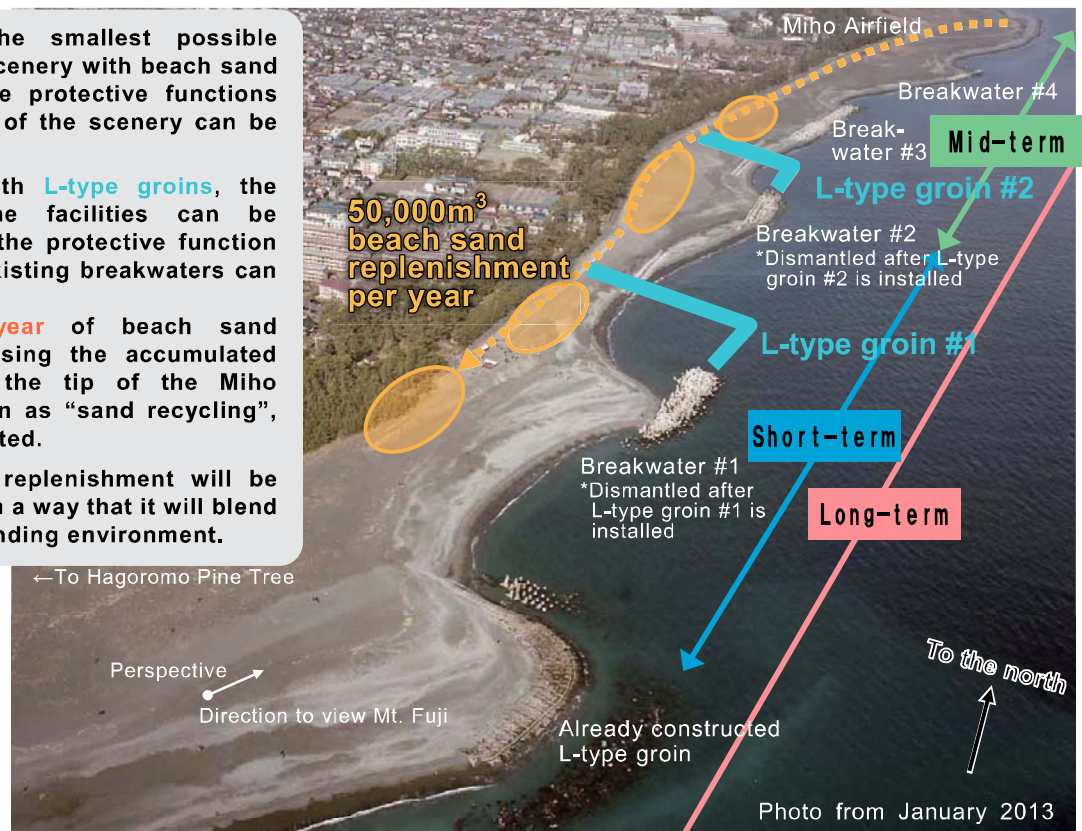 he smallest possible
cenery with beach sand
e protective functions
of the scenery can be
th L-type groins, the
ne facilities can be
the protective function
xisting breakwaters can
year of beach sand
sing the accumulated
the tip of the Miho
n as “sand recycling”,
ted.
replenishment will be
n a way that it will blend
nding environment.
Miho Airfield
Breakwater #4
Break-
water #3
Mid-term
L-type groin #2
50,000m³
beach sand
replenishment
per year
Breakwater #2
*Dismantled after L-type
groin #2 is installed
L-type groin #1
Short-term
Breakwater #1
*Dismantled after
L-type groin #1 is
installed
Long-term
←To Hagoromo Pine Tree
Perspective
Direction to view Mt. Fuji
To the north
Already constructed
L-type groin
Photo from January 2013